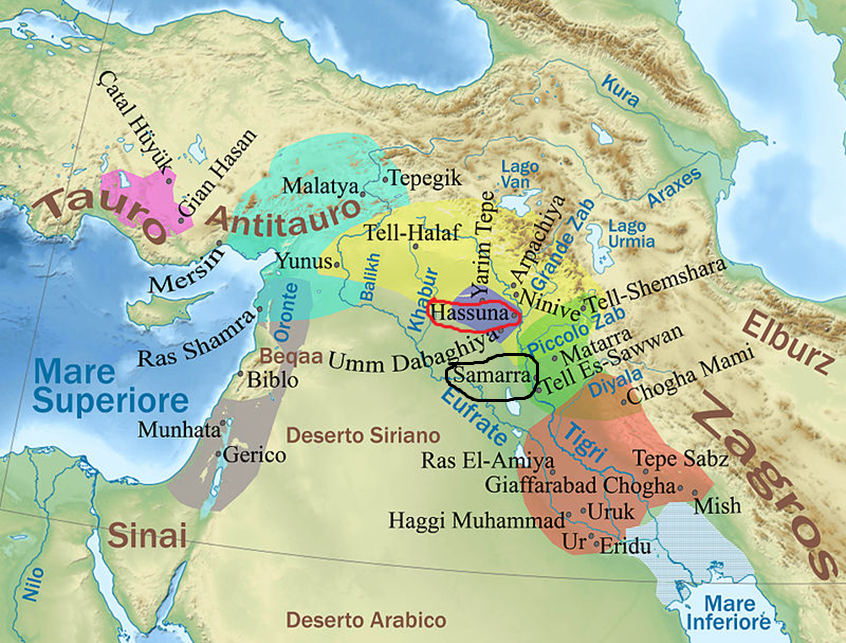 Kura
Çatal Hüyük
Gian Hasan
Lago
Van
Araxes
Malatya
Tepegik
Tauro
Antitauro
Yarim Tepe
Arpachiya
Grande Zab
Lago
Urmia
Tell-Halaf
Mersin
Yunus
Balikh
Khabur
Ninive
Tell-Shemshara
Oronte
Hassuna
Ras Shamra
Piccolo Zab
Elburz
Beqaa
Umm Dabaghiya
Matarra
Mare
Superiore
Biblo
Samarra
Tell Es-Sawwan
Diyala
Chogha Mami
Eufrate
Zagros
Munhata
Deserto Siriano
Tigri
Gerico
Ras El-Amiya
Tepe Sabz
Giaffarabad
Chogha
Mish
Haggi Muhammad
Uruk
Sinai
Ur
Eridu
Nilo
Mare
Inferiore
Deserto Arabico